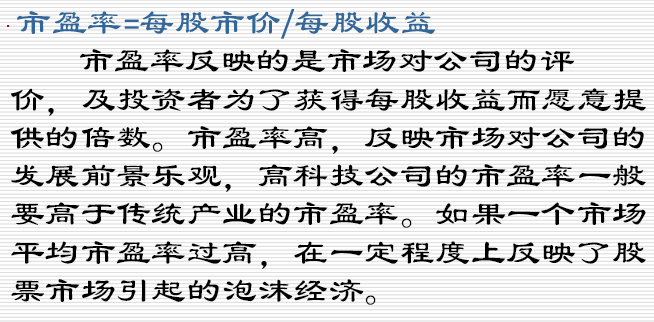 市盈率=每股市价/每股收益
市盈率反映的是市场对公司的评
价，及投资者为了获得每股收益而愿意提
供的倍数。市盈率高，反映市场对公司的
发展前景乐观，高科技公司的市盈率一般
要高于传统产业的市盈率。如果一个市场
平均市盈率过高，在一定程度上反映了股
票市场引起的泡沫经济。